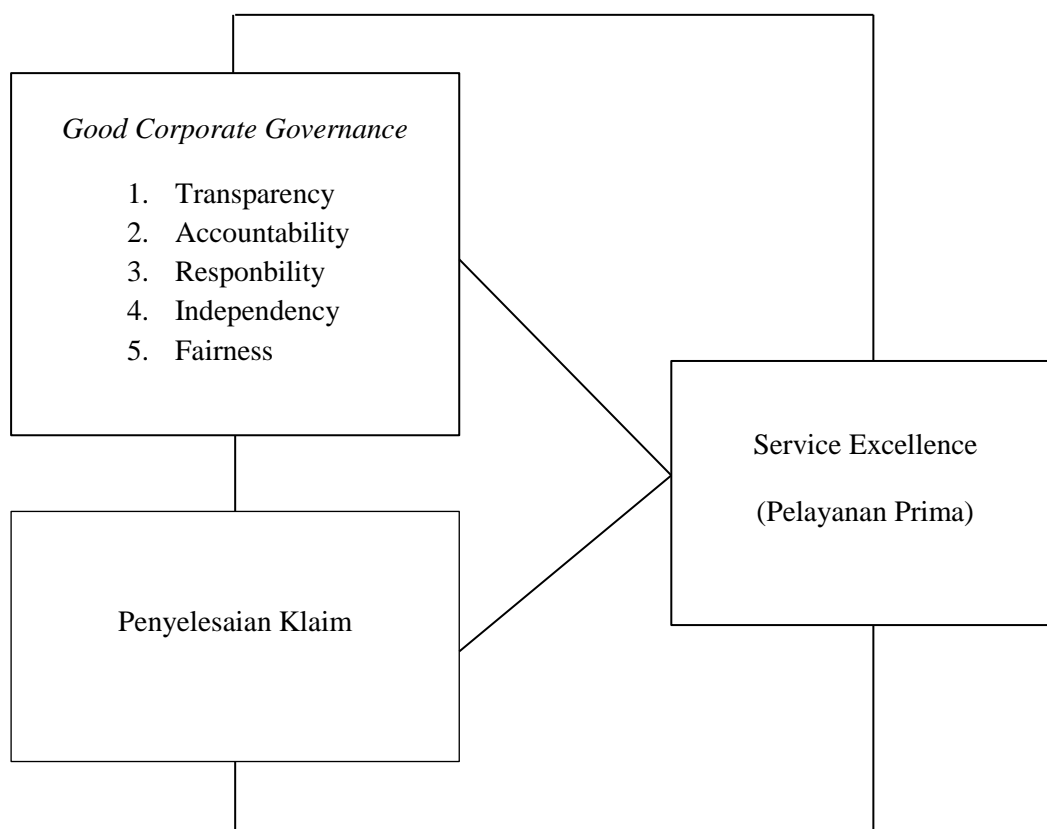 Good Corporate Governance
1. Transparency
2. Accountability
3. Responbility
4. Independency
5. Fairness
Service Excellence
(Pelayanan Prima)
Penyelesaian Klaim